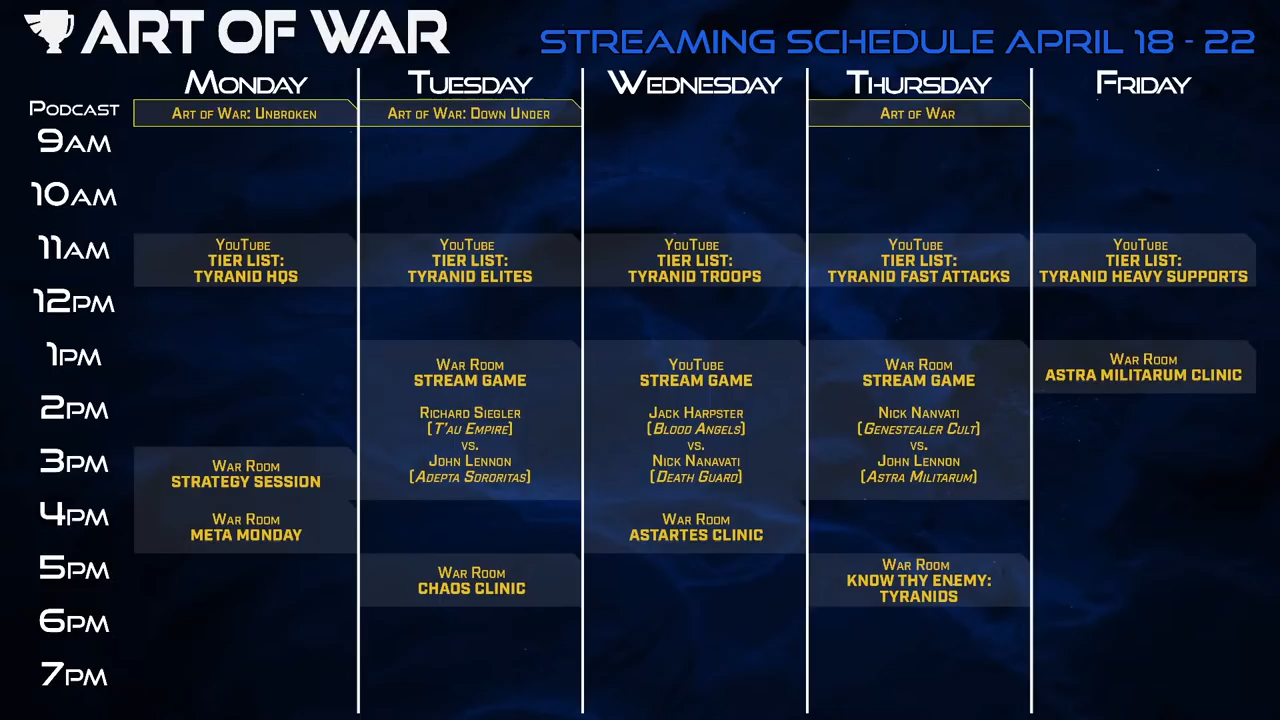 ART OF WAR
STREAMING SCHEDULE APRIL 18 - 22
MONDAY
TUESDAY
WEDNESDAY
THURSDAY
FRIDAY
PODCAST
ART OF WAR: UNBROKEN
ART OF WAR: DOWN UNDER
ART OF WAR
9AM
10AM
11AM
YOUTUBE
TIER LIST:
TYRANID HQS
YOUTUBE
TIER LIST:
TYRANID ELITES
YOUTUBE
TIER LIST:
TYRANID TROOPS
YOUTUBE
TIER LIST:
TYRANID FAST ATTACKS
YOUTUBE
TIER LIST:
TYRANID HEAVY SUPPORTS
12PM
1PM
WAR ROOM
STREAM GAME
RICHARD SIEGLER
[T'AU EMPIRE]
VS.
JOHN LENNON
[ADEPTA SORORITAS]
YOUTUBE
STREAM GAME
JACK HARPSTER
[BLOOD ANGELS]
VS.
NICK NANAVATI
[DEATH GUARD]
WAR ROOM
STREAM GAME
NICK NANVATI
[GENESTEALER CULT]
VS.
JOHN LENNON
[ASTRA MILITARUM]
WAR ROOM
ASTRA MILITARUM CLINIC
2PM
3PM
WAR ROOM
STRATEGY SESSION
4PM
WAR ROOM
META MONDAY
WAR ROOM
ASTARTES CLINIC
5PM
WAR ROOM
CHAOS CLINIC
WAR ROOM
KNOW THY ENEMY:
TYRANIDS
6PM
7PM